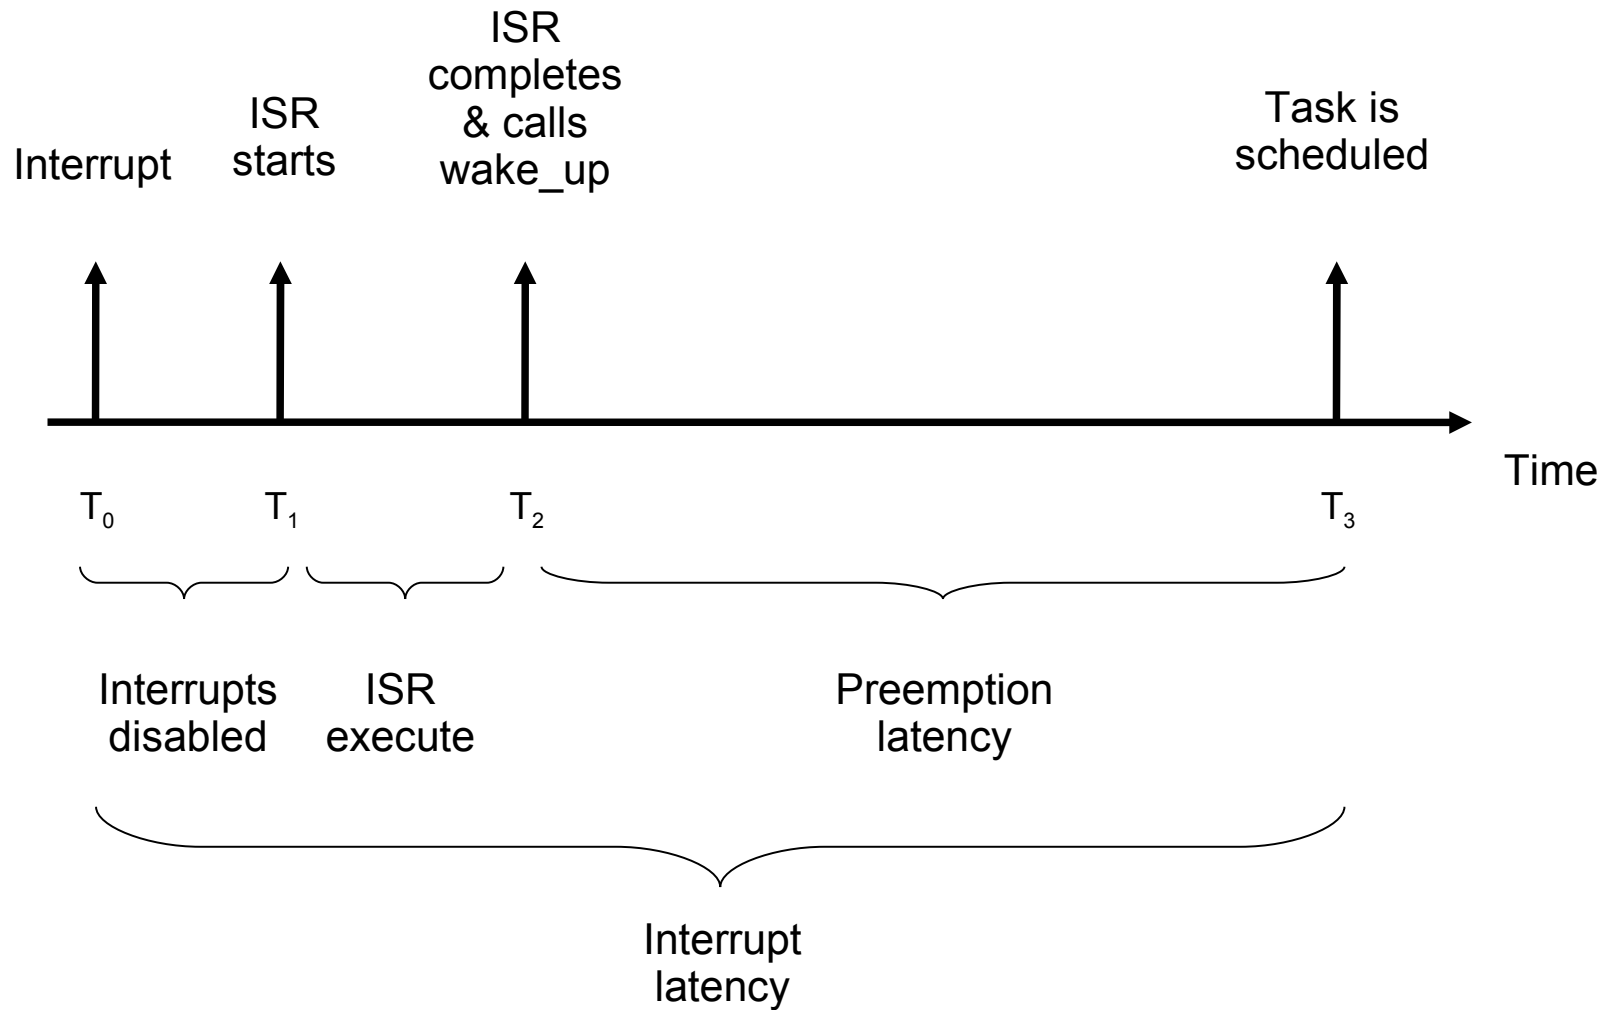 Interrupt
ISR
starts
ISR
completes
& calls
wake_up
Task is
scheduled
Time
T₀
T₁
T₂
T₃
Interrupts
disabled
ISR
execute
Preemption
latency
Interrupt
latency